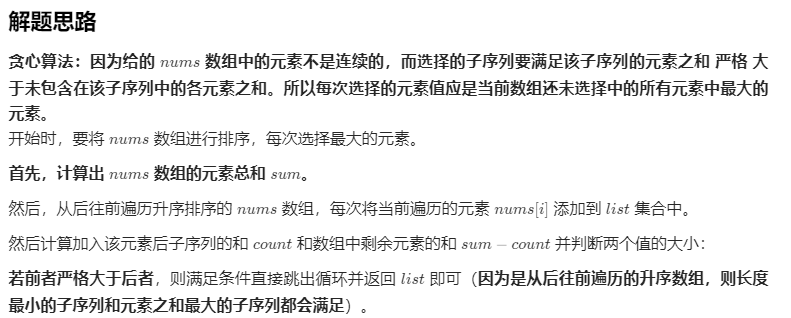 解题思路
贪心算法：因为给的 nums 数组中的元素不是连续的，而选择的子序列要满足该子序列的元素之和 严格 大
于未包含在该子序列中的各元素之和。所以每次选择的元素值应是当前数组还未选择中的所有元素中最大的
元素。
开始时，要将 nums 数组进行排序，每次选择最大的元素。
首先，计算出 nums 数组的元素总和 sum。
然后，从后往前遍历升序排序的 nums 数组，每次将当前遍历的元素 nums[i] 添加到 list 集合中。
然后计算加入该元素后子序列的和 count 和数组中剩余元素的和 sum − count 并判断两个值的大小：
若前者严格大于后者，则满足条件直接跳出循环并返回 list 即可（因为是从后往前遍历的升序数组，则长度
最小的子序列和元素之和最大的子序列都会满足）。